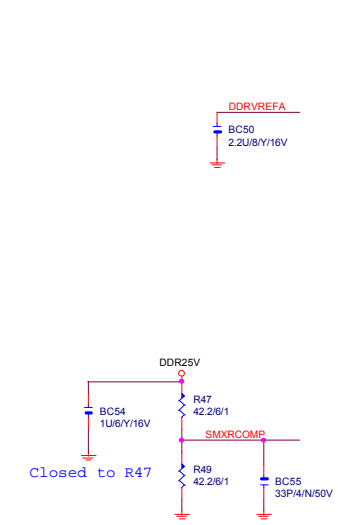 DDRVREFA
BC50
2.2U/8/Y/16V
DDR25V
R47
42.2/6/1
BC54
1U/6/Y/16V
SMXRCOMP
Closed to R47
R49
42.2/6/1
BC55
33P/4/N/50V